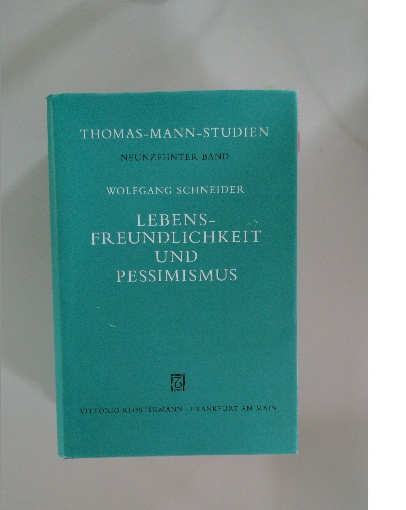 THOMAS-MANN-STUDIEN
NEUNZEHNTER BAND
WOLFGANG SCHNEIDER
LEBENS-
FREUNDLICHKEIT
UND
PESSIMISMUS
VITTORIO KLOSTERMANN · FRANKFURT AM MAIN